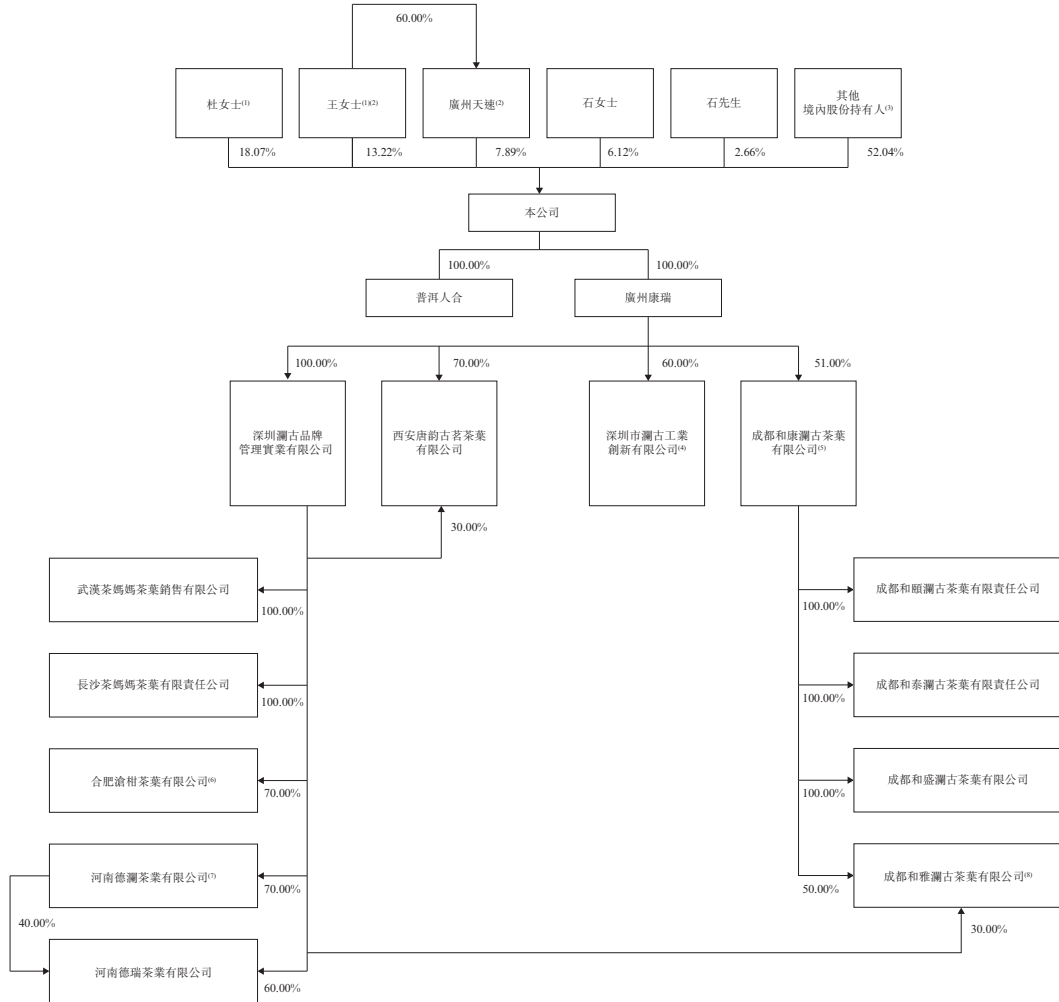 60.00%
杜女士(1)
王女士(1)(2)
廣州天速(2)
石女士
石先生
其他
境內股份持有人(3)
18.07%
13.22%
7.89%
6.12%
2.66%
52.04%
本公司
100.00%
100.00%
普洱人合
廣州康瑞
100.00%
70.00%
60.00%
51.00%
深圳瀾古品牌
管理實業有限公司
西安唐韵古茗茶葉
有限公司
深圳市瀾古工業
創新有限公司(4)
成都和康瀾古茶葉
有限公司(5)
30.00%
武漢茶媽媽茶葉銷售有限公司
100.00%
成都和頤瀾古茶葉有限責任公司
100.00%
長沙茶媽媽茶葉有限責任公司
100.00%
成都和泰瀾古茶葉有限責任公司
100.00%
合肥滄柑茶葉有限公司(6)
70.00%
成都和盛瀾古茶葉有限公司
100.00%
河南德瀾茶業有限公司(7)
70.00%
成都和雅瀾古茶葉有限公司(8)
50.00%
40.00%
30.00%
河南德瑞茶業有限公司
60.00%